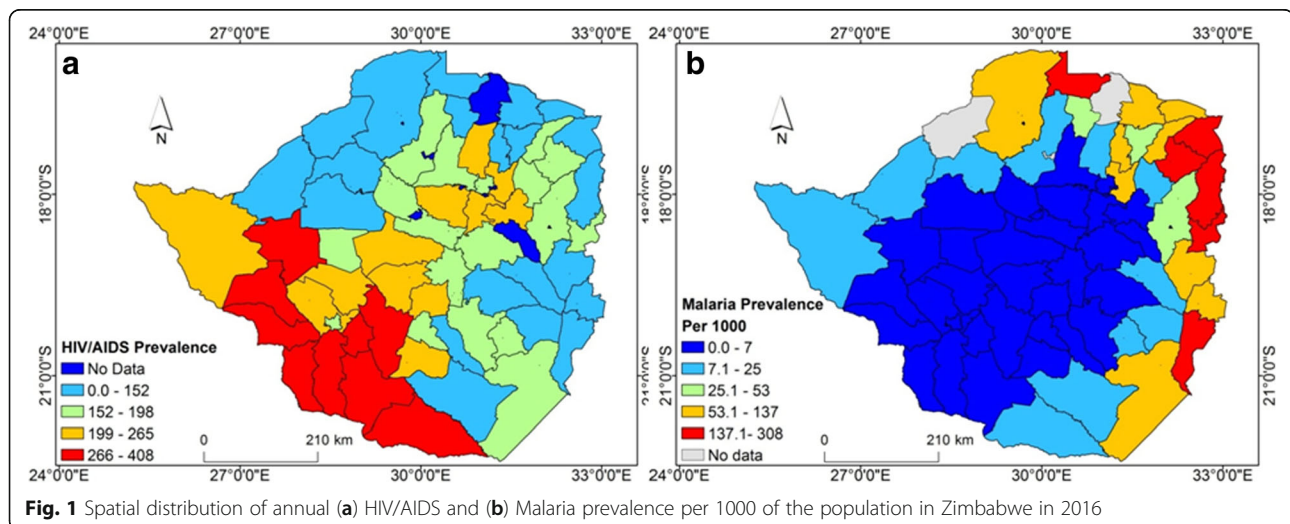 24°0'0"E 27°0'0"E 30°0'0"E 33°0'0"E
a
N
18°0'0"S
18°0'0"S
21°0'0"S
21°0'0"S
HIV/AIDS Prevalence
No Data
0.0 - 152
152 - 198
199 - 265
266 - 408
0 210 km
24°0'0"E 27°0'0"E 30°0'0"E 33°0'0"E
24°0'0"E 27°0'0"E 30°0'0"E 33°0'0"E
b
N
18°0'0"S
21°0'0"S
Malaria Prevalence
Per 1000
0.0 - 7
7.1 - 25
25.1 - 53
53.1 - 137
137.1- 308
No data
0 210 km
24°0'0"E 27°0'0"E 30°0'0"E 33°0'0"E
Fig. 1 Spatial distribution of annual (a) HIV/AIDS and (b) Malaria prevalence per 1000 of the population in Zimbabwe in 2016